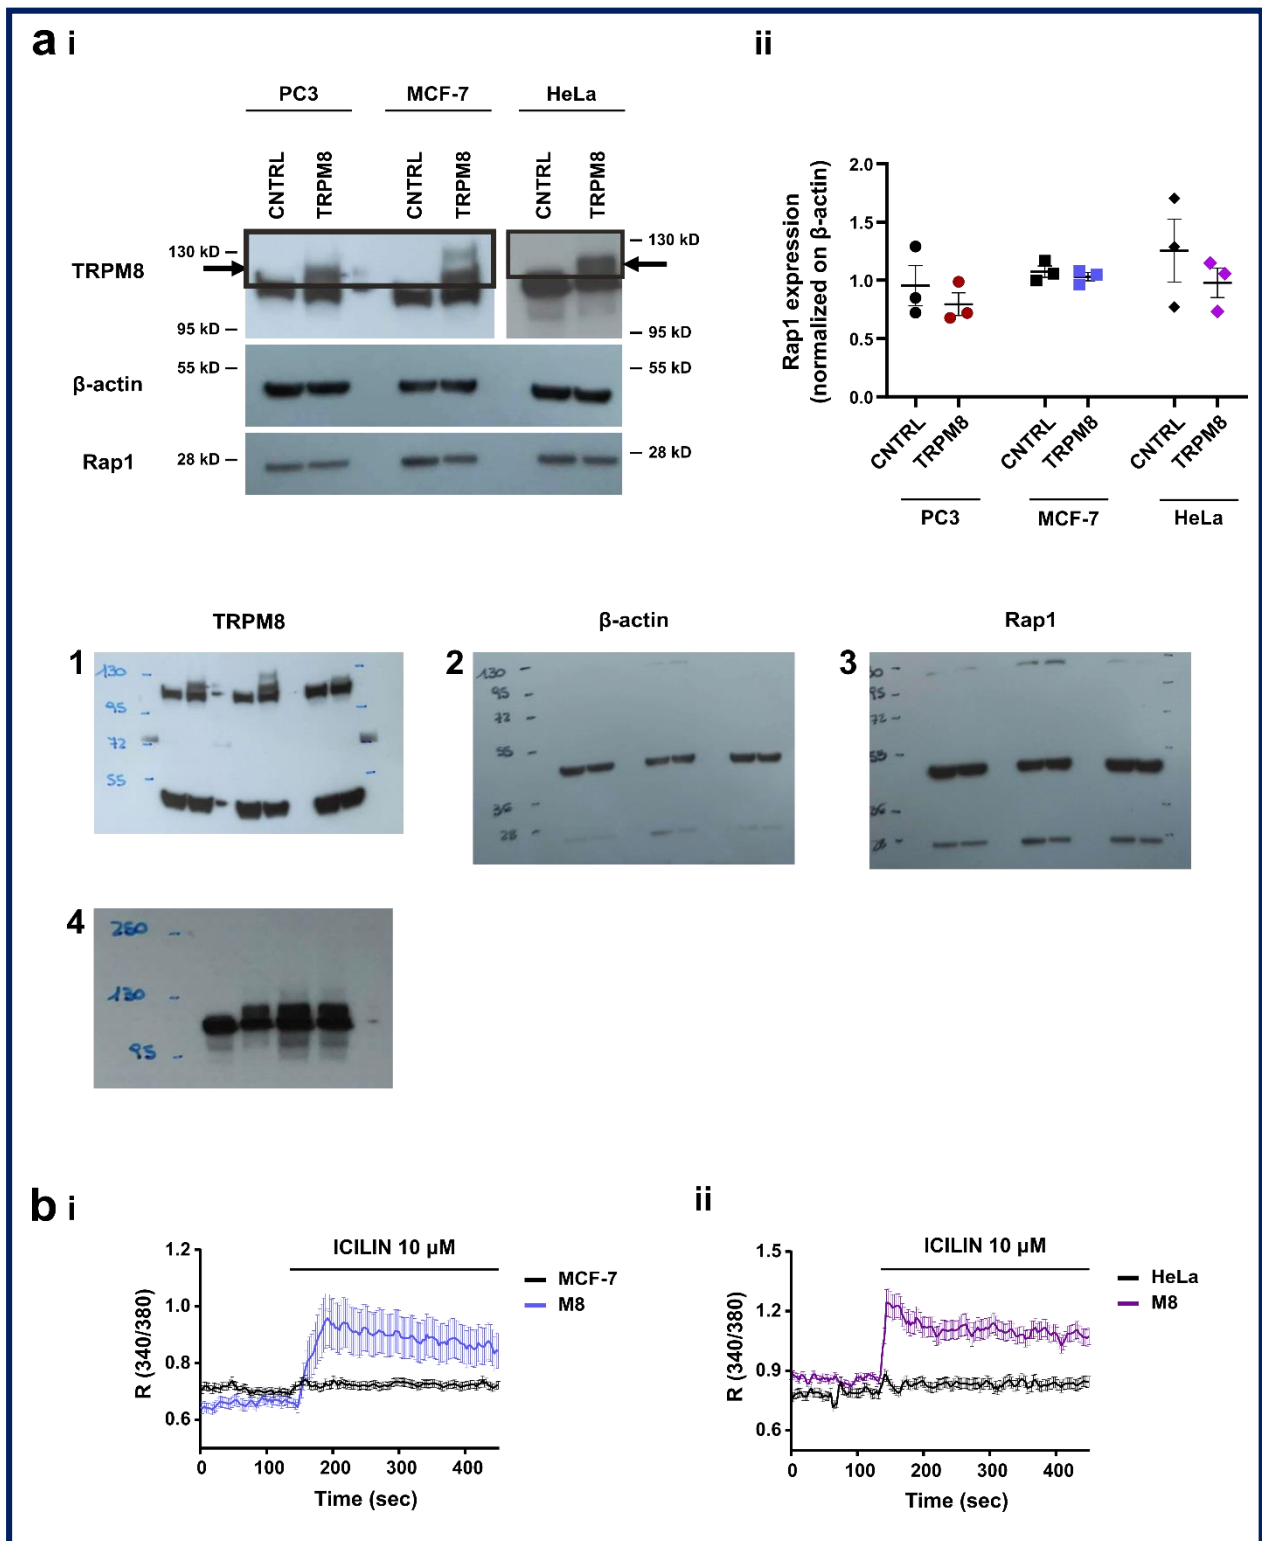 a i
PC3 MCF-7 HeLa
CNTRL TRPM8 CNTRL TRPM8 CNTRL TRPM8
130 kD
130 kD
TRPM8
95 kD
95 kD
55 kD
55 kD
β-actin
28 kD
28 kD
Rap1
ii
Rap1 expression
(normalized on β-actin)
2.0
1.5
1.0
0.5
0.0
CNTRL TRPM8 CNTRL TRPM8 CNTRL TRPM8
PC3 MCF-7 HeLa
TRPM8
1
130
95
72
55
β-actin
2
130
95
72
55
36
28
Rap1
3
95
72
55
36
28
4
250
130
95
b i
ICILIN 10 µM
MCF-7
M8
R (340/380)
1.2
1.0
0.8
0.6
0 100 200 300 400
Time (sec)
ii
ICILIN 10 µM
HeLa
M8
R (340/380)
1.5
1.2
0.9
0.6
0 100 200 300 400
Time (sec)